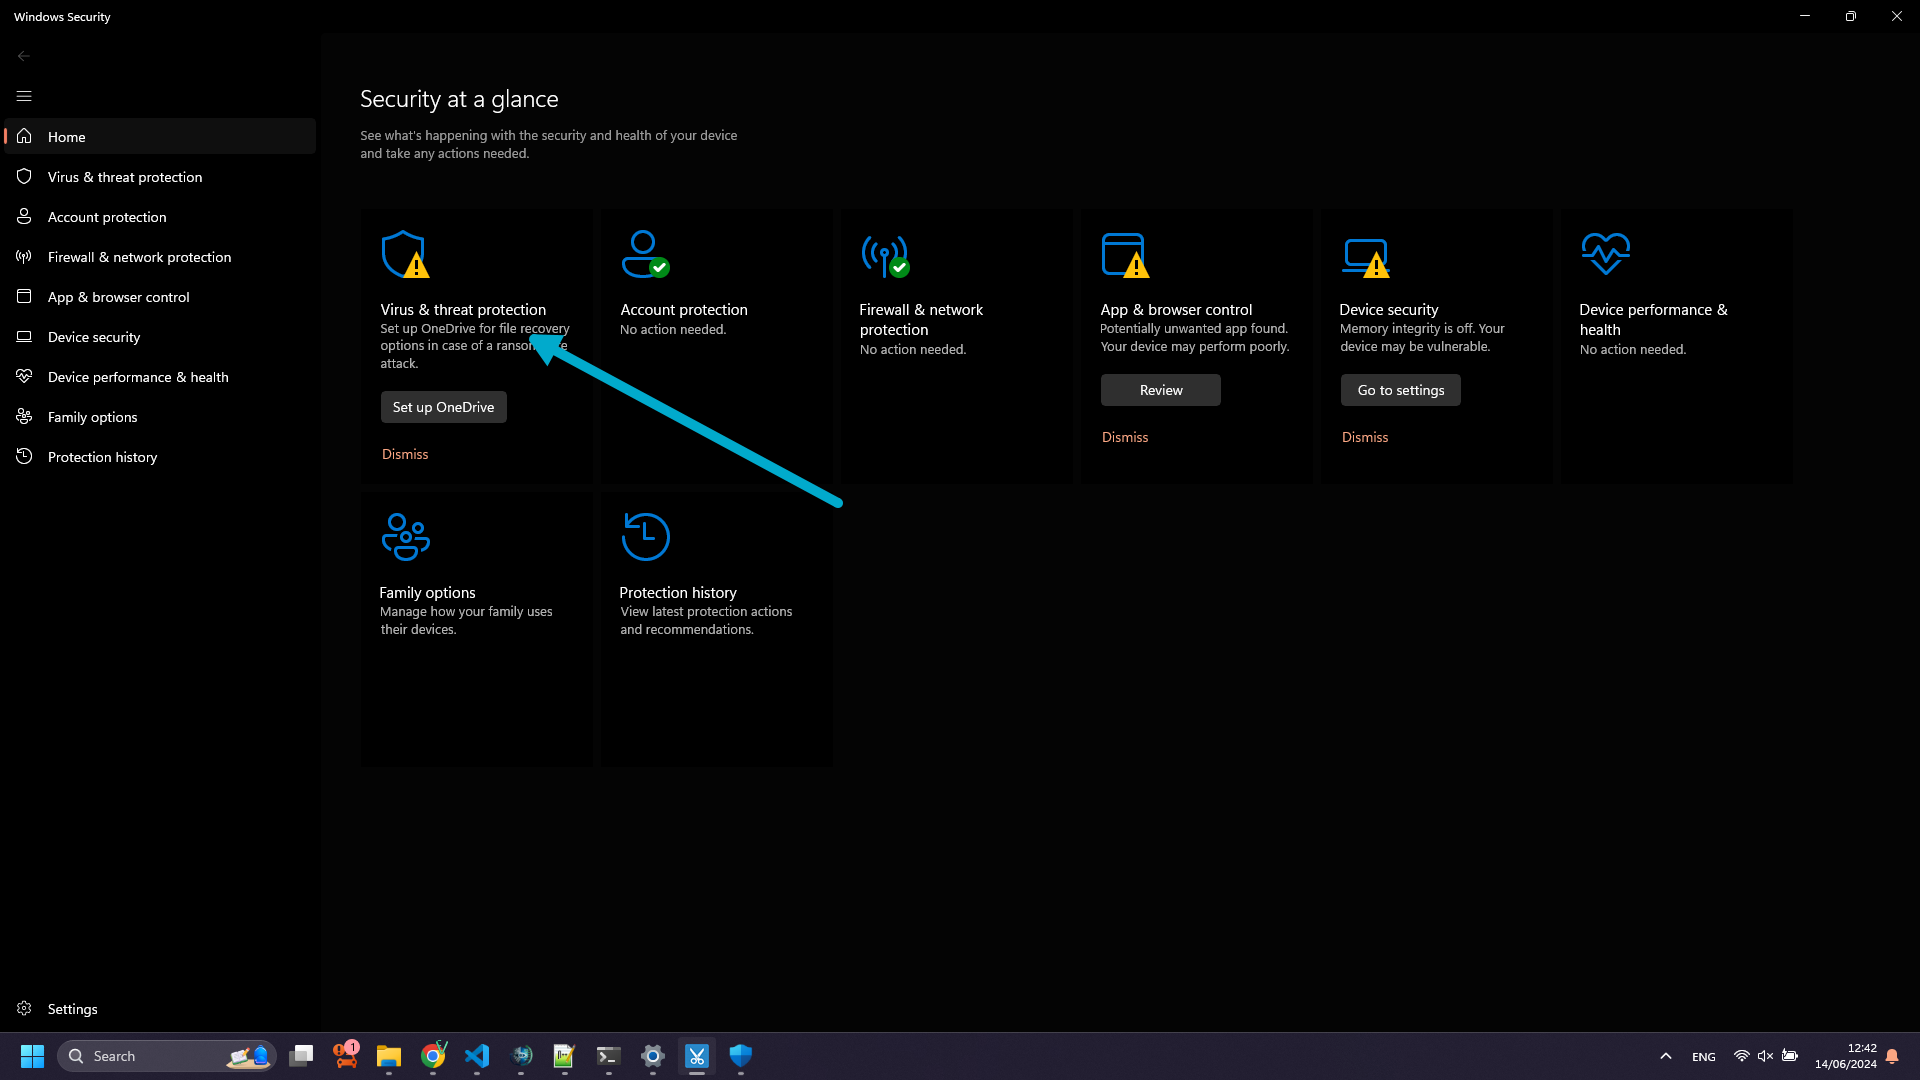 Windows Security
Home
Virus & threat protection
Account protection
Firewall & network protection
App & browser control
Device security
Device performance & health
Family options
Protection history
Settings
Security at a glance
See what's happening with the security and health of your device
and take any actions needed.
Virus & threat protection
Set up OneDrive for file recovery
options in case of a
attack.
Set up OneDrive
Dismiss
Account protection
No action needed.
Firewall & network
protection
No action needed.
App & browser control
Potentially unwanted app found.
Your device may perform poorly.
Review
Dismiss
Device security
Memory integrity is off. Your
device may be vulnerable.
Go to settings
Dismiss
Device performance &
health
No action needed.
Family options
Manage how your family uses
their devices.
Protection history
View latest protection actions
and recommendations.
Search
1
ENG
12:42
14/06/2024